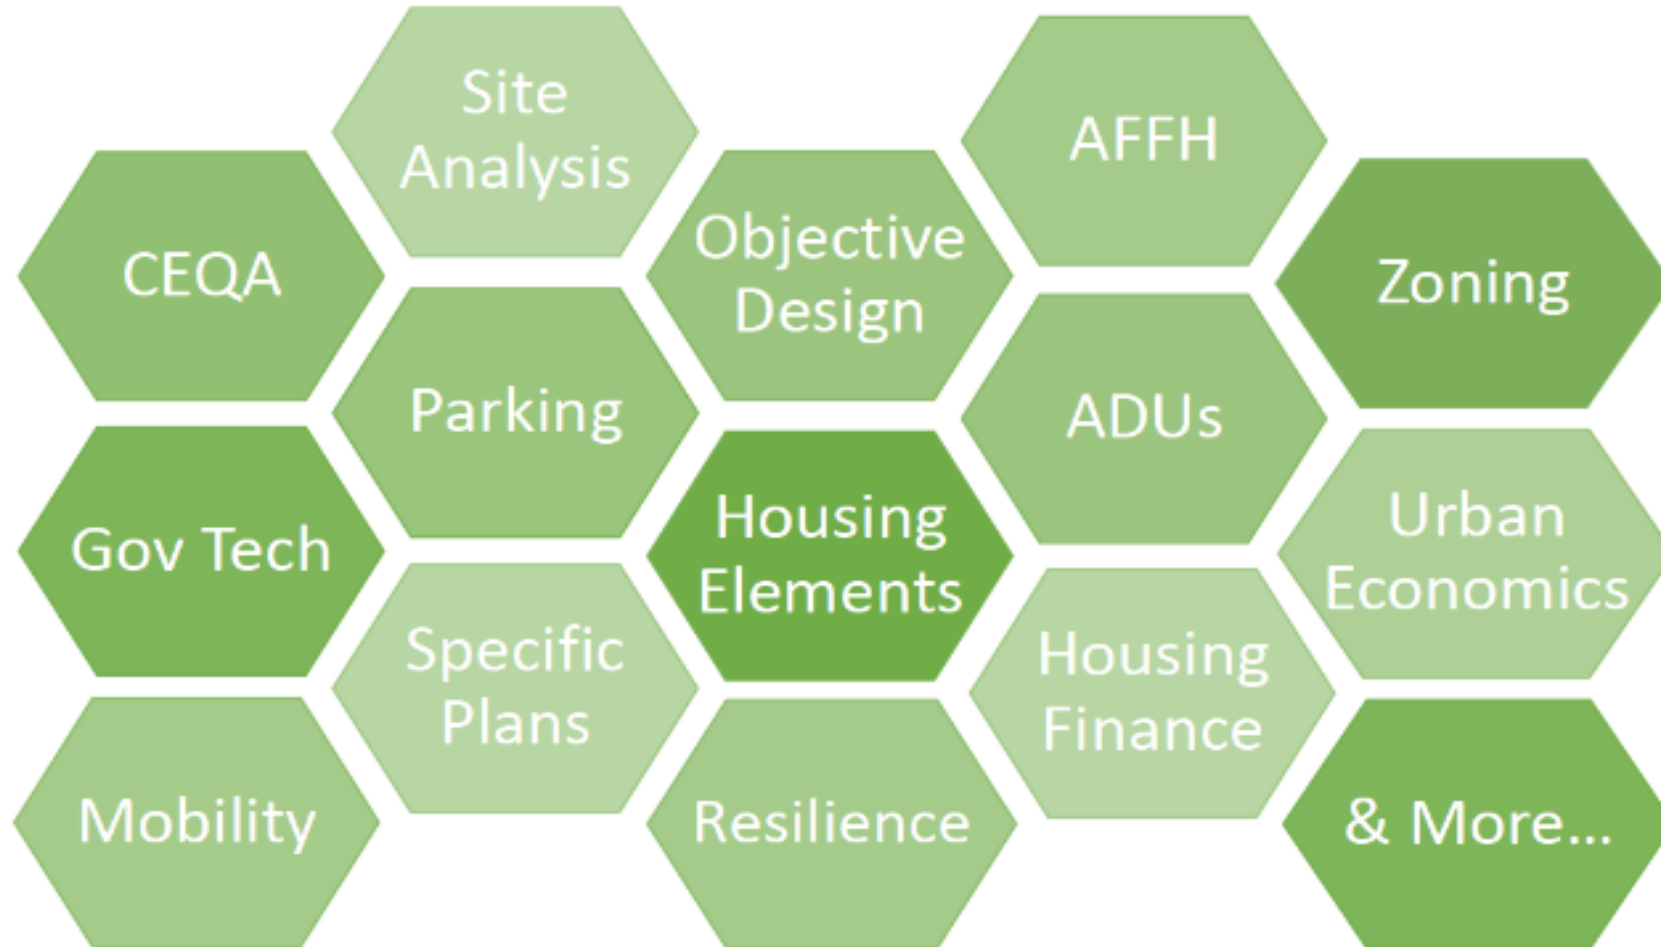 Site
Analysis
AFFH
CEQA
Objective
Design
Zoning
Parking
ADUs
Gov Tech
Housing
Elements
Urban
Economics
Specific
Plans
Housing
Finance
Mobility
Resilience
& More...